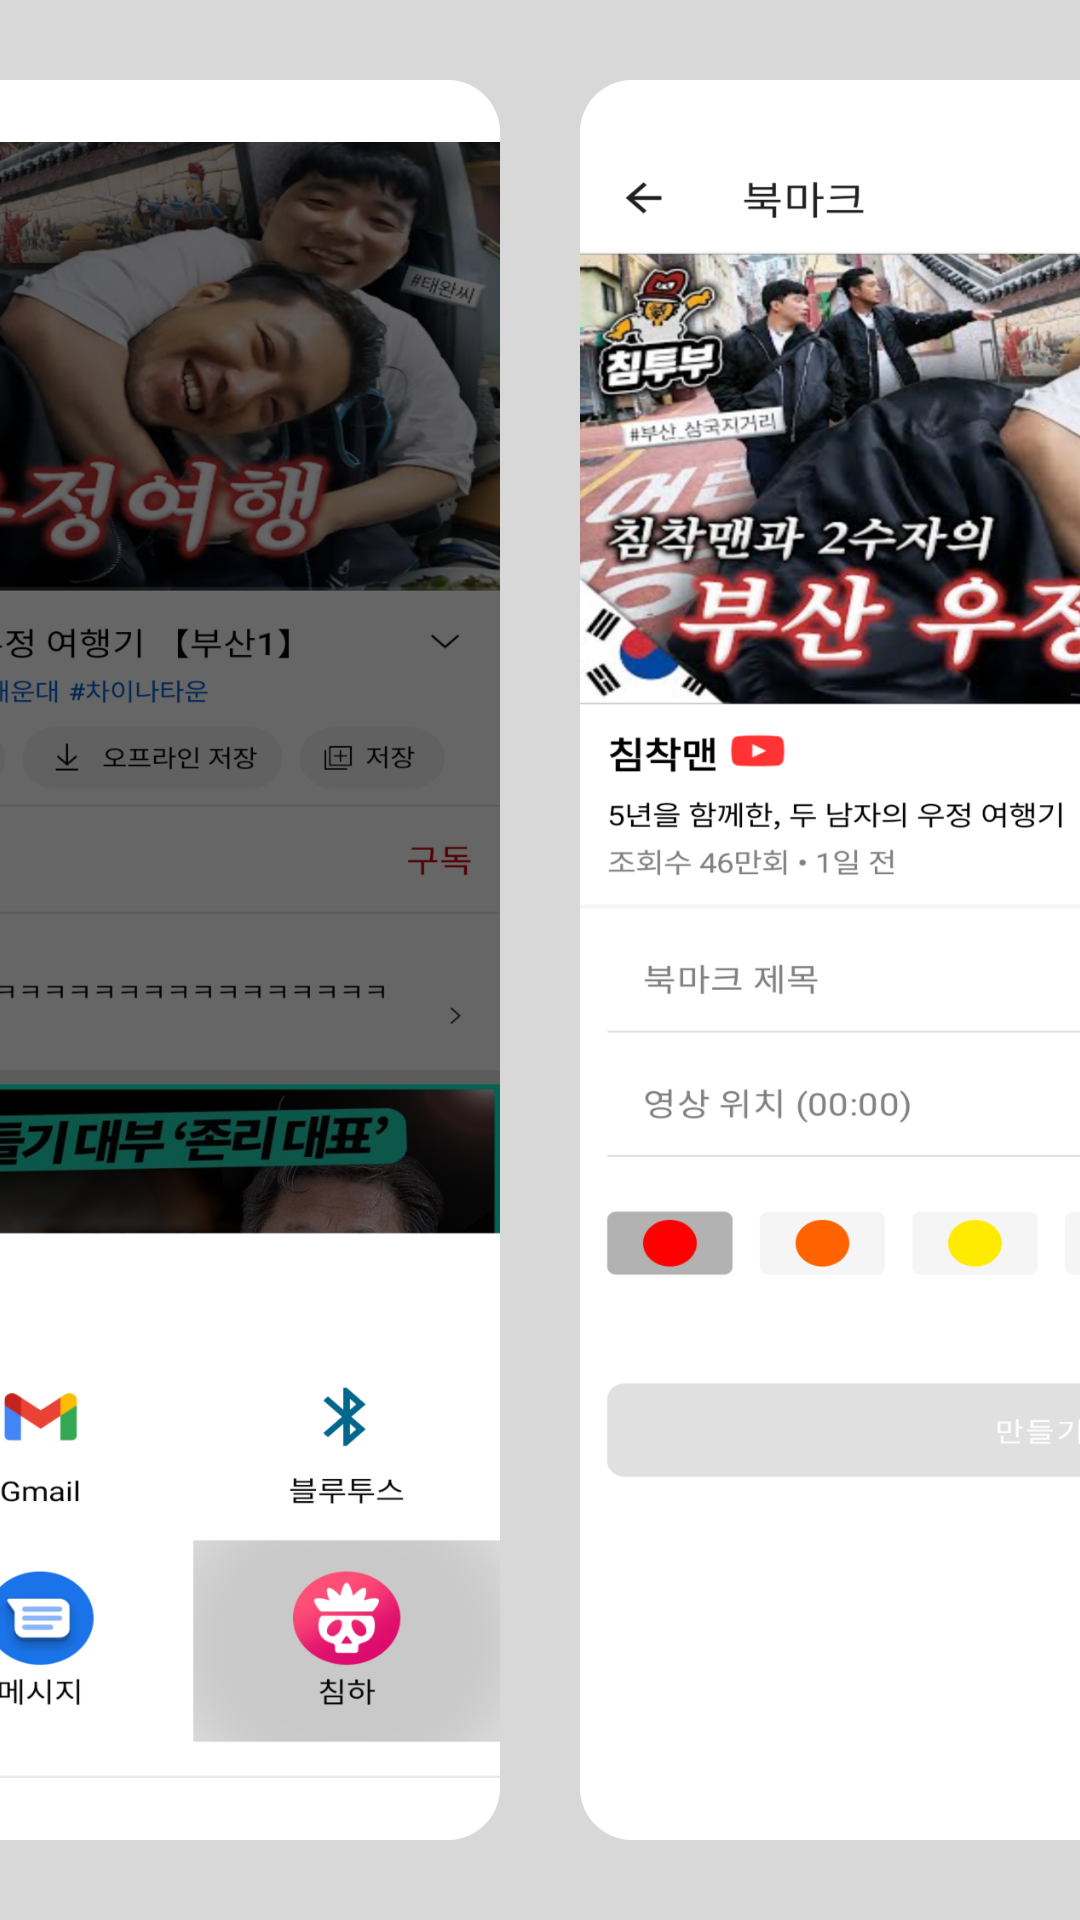 #태완씨
우정여행
우정 여행기 【부산1】
해운대 #차이나타운
오프라인 저장
저장
구독
ㅋㅋㅋㅋㅋㅋㅋㅋㅋㅋㅋㅋㅋㅋㅋㅋ
들기 대부 ‘존리 대표’
Gmail
블루투스
메시지
침하
북마크
침투부
#부산_삼국지거리
어린
침착맨과 2수자의
부산 우정
침착맨
5년을 함께한, 두 남자의 우정 여행기
조회수 46만회 • 1일 전
북마크 제목
영상 위치 (00:00)
만들기